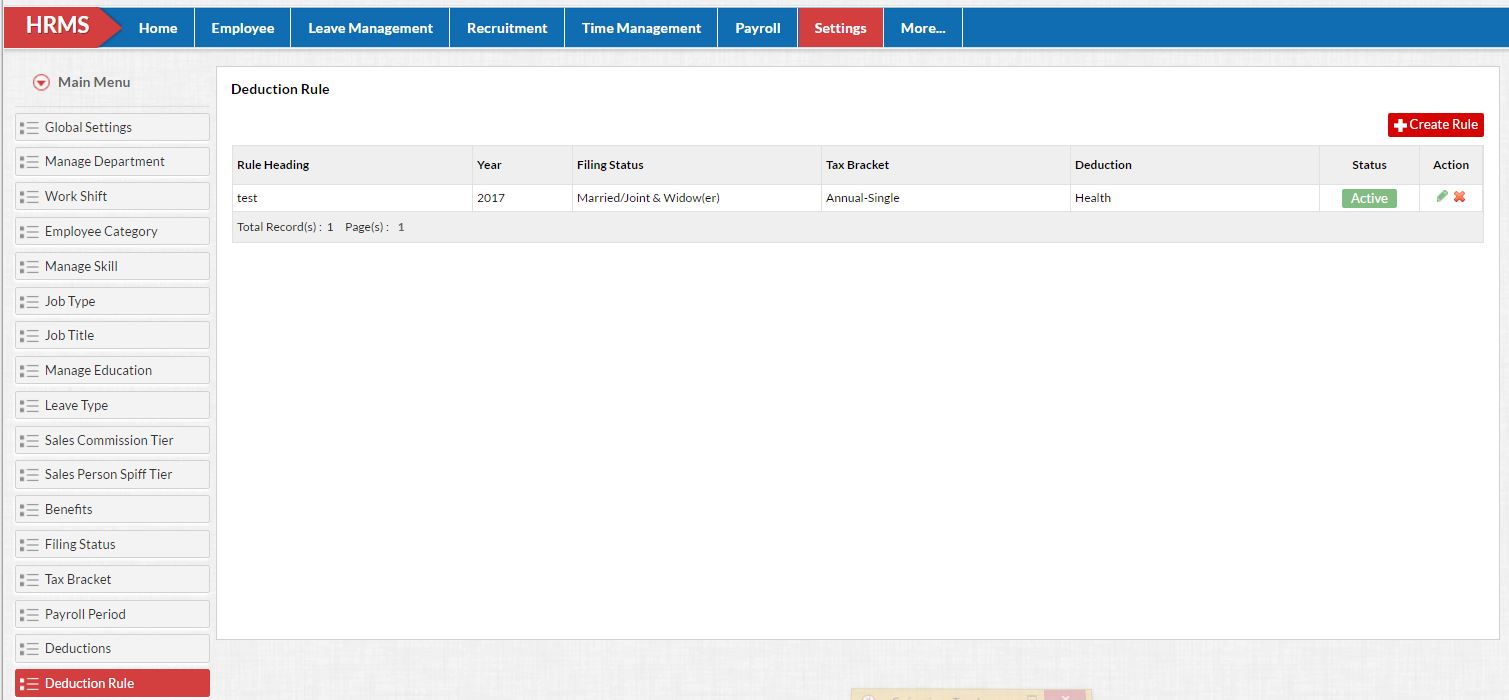 HRMS Home Employee Leave Management Recruitment Time Management Payroll Settings More...
Main Menu
Global Settings
Manage Department
Work Shift
Employee Category
Manage Skill
Job Type
Job Title
Manage Education
Leave Type
Sales Commission Tier
Sales Person Spiff Tier
Benefits
Filing Status
Tax Bracket
Payroll Period
Deductions
Deduction Rule
Deduction Rule
Create Rule
Rule Heading Year Filing Status Tax Bracket Deduction Status Action
test 2017 Married/Joint & Widow(er) Annual-Single Health Active
Total Record(s) : 1 Page(s) : 1